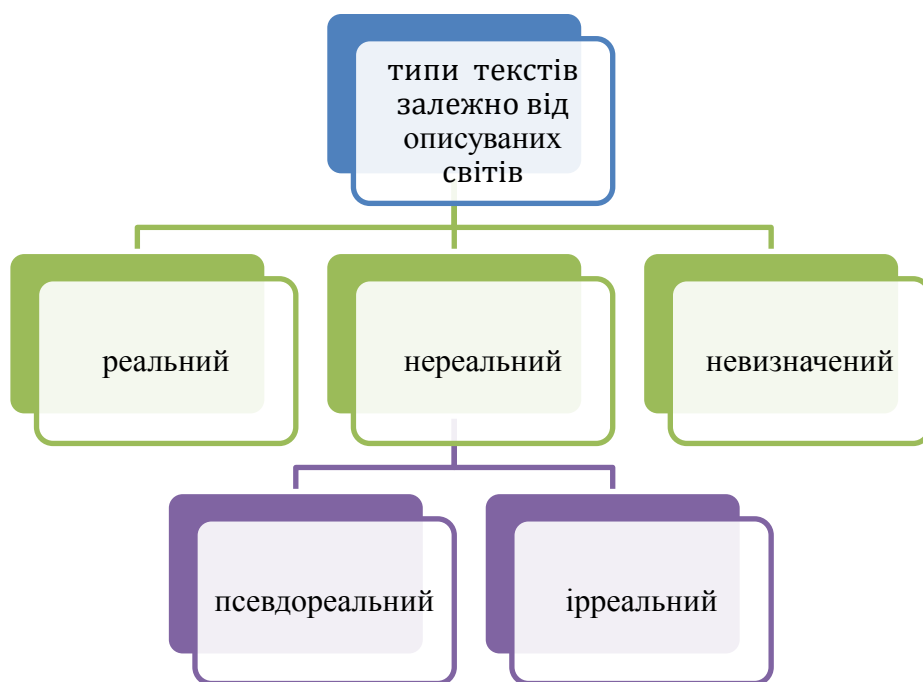 типи текстів
залежно від
описуваних
світів
реальний
нереальний
невизначений
псевдореальний
ірреальний